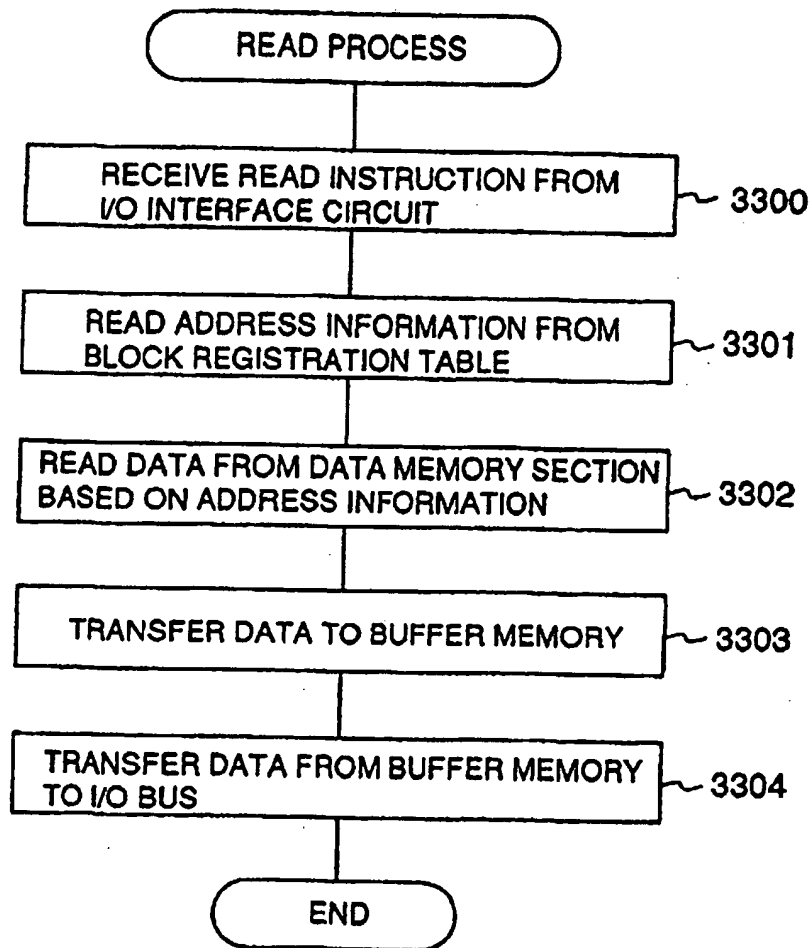 READ PROCESS
RECEIVE READ INSTRUCTION FROM
I/O INTERFACE CIRCUIT
3300
READ ADDRESS INFORMATION FROM
BLOCK REGISTRATION TABLE
3301
READ DATA FROM DATA MEMORY SECTION
BASED ON ADDRESS INFORMATION
3302
TRANSFER DATA TO BUFFER MEMORY
3303
TRANSFER DATA FROM BUFFER MEMORY
TO I/O BUS
3304
END